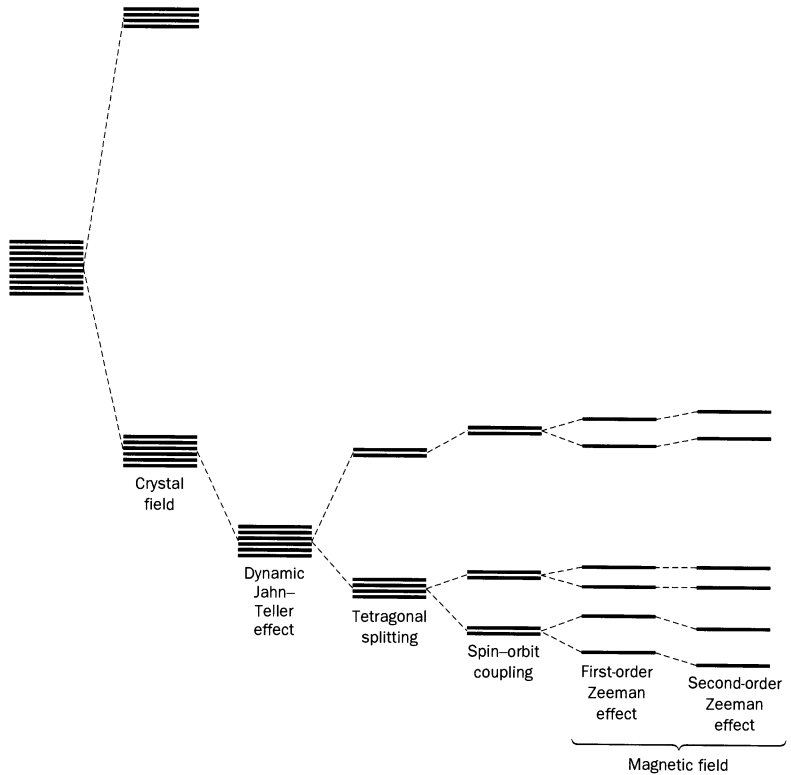 Crystal
field
Dynamic
Jahn–
Teller
effect
Tetragonal
splitting
Spin–orbit
coupling
First-order
Zeeman
effect
Second-order
Zeeman
effect
Magnetic field